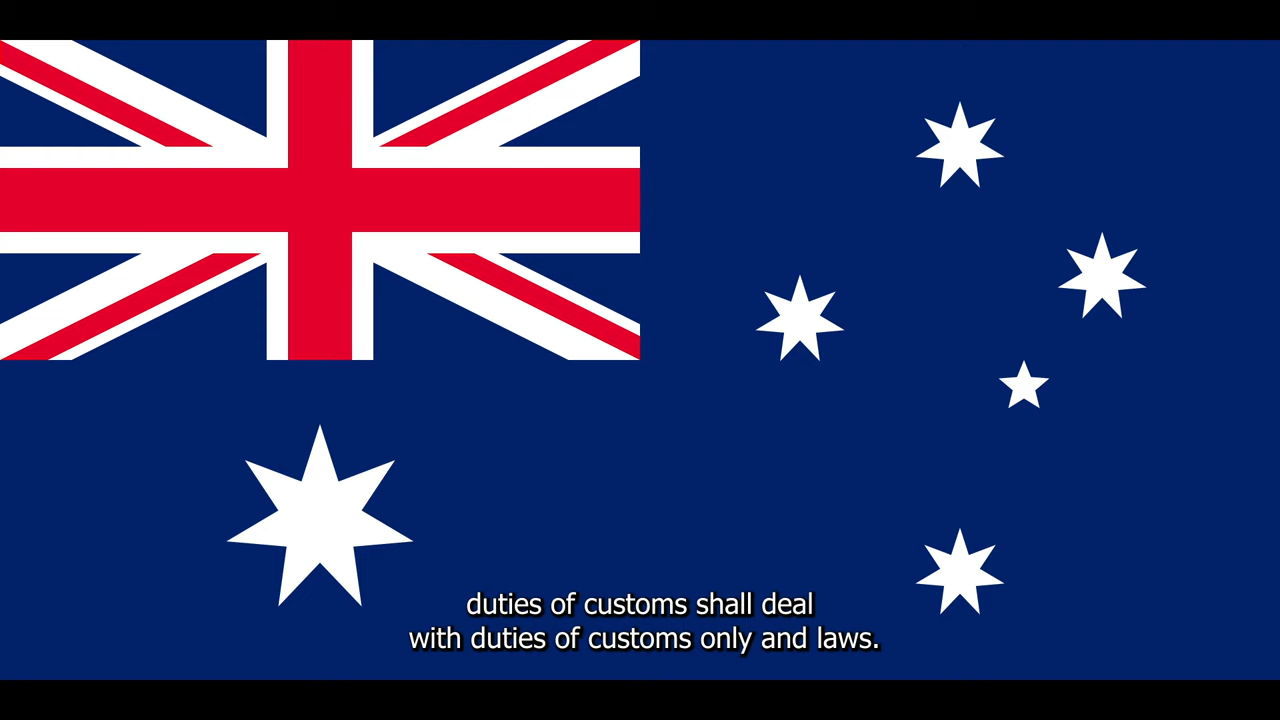 duties of customs shall deal
with duties of customs only and laws.